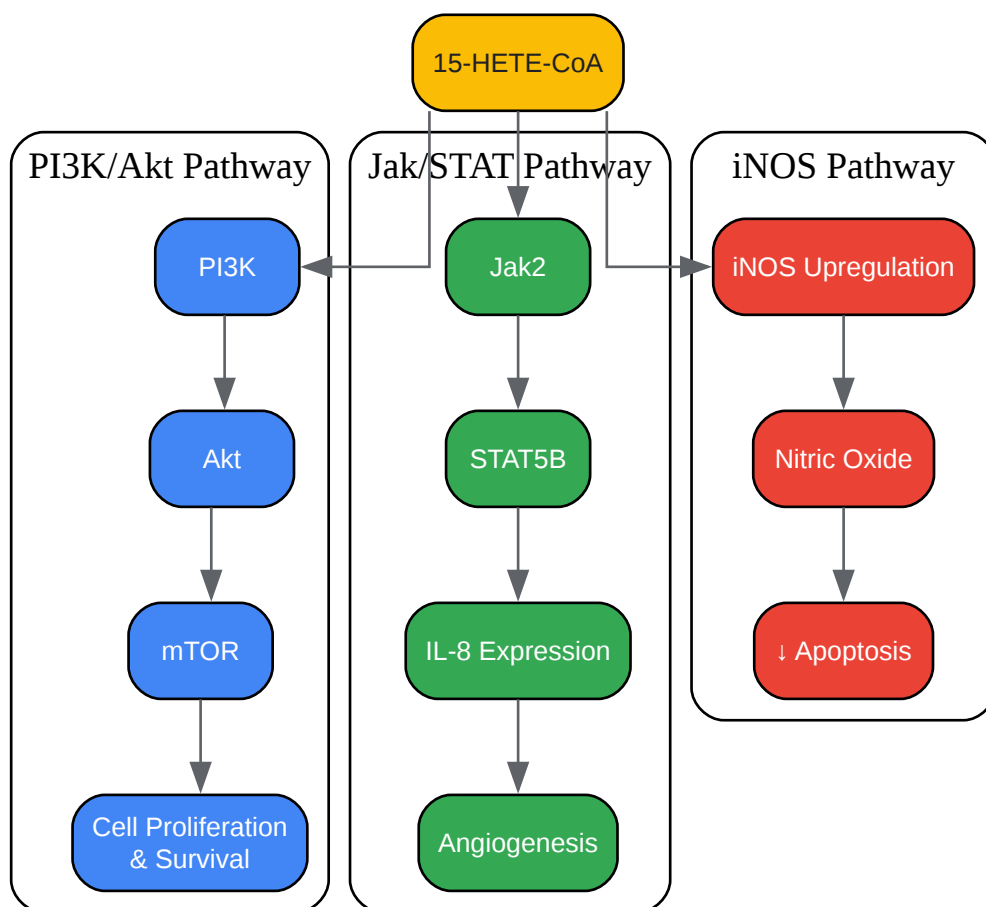 15-HETE-CoA
PI3K/Akt Pathway
PI3K
Akt
mTOR
Cell Proliferation
& Survival
Jak/STAT Pathway
Jak2
STAT5B
IL-8 Expression
Angiogenesis
iNOS Pathway
iNOS Upregulation
Nitric Oxide
↓ Apoptosis